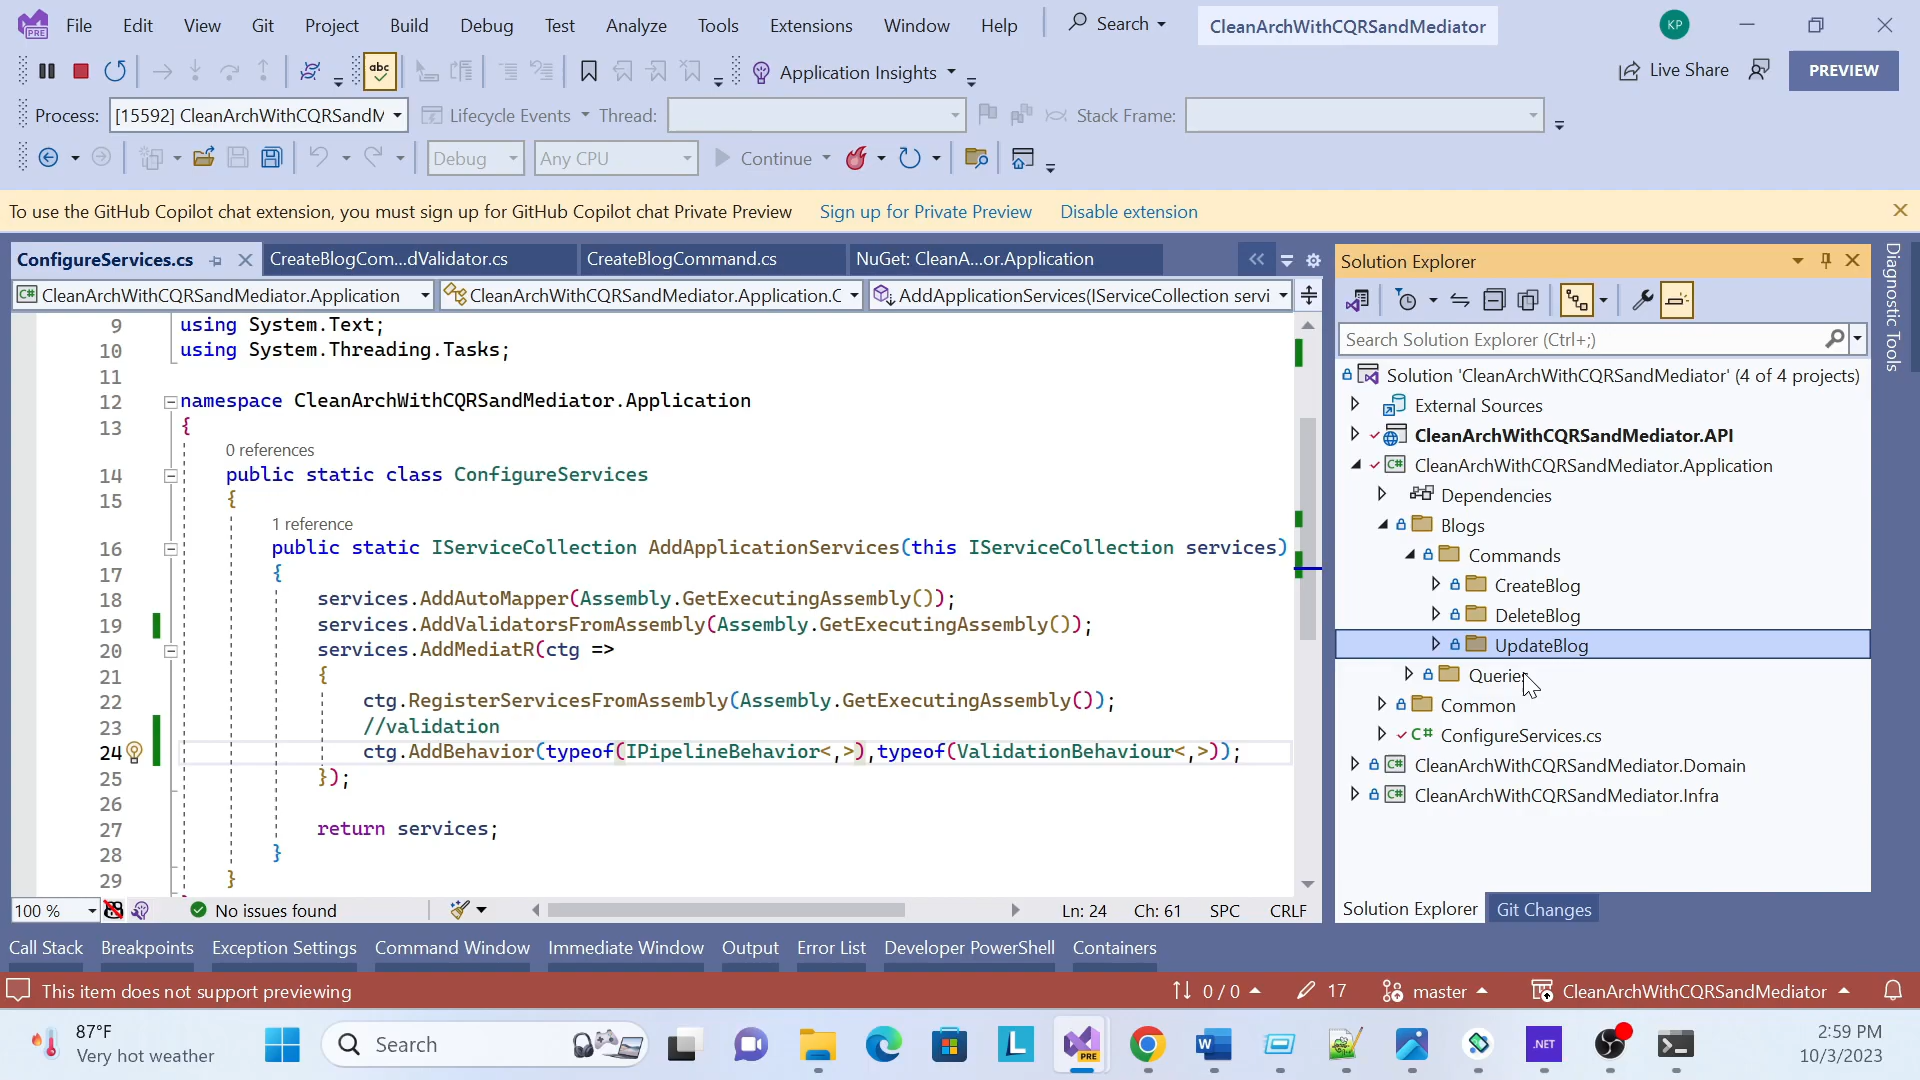 File Edit View Git Project Build Debug Test Analyze Tools Extensions Window Help Search CleanArchWithCQRSandMediator KP
abc Application Insights Live Share PREVIEW
Process: [15592] CleanArchWithCQRSandM Lifecycle Events Thread: Stack Frame:
Debug Any CPU Continue
To use the GitHub Copilot chat extension, you must sign up for GitHub Copilot chat Private Preview Sign up for Private Preview Disable extension
ConfigureServices.cs CreateBlogCom...dValidator.cs CreateBlogCommand.cs NuGet: CleanA...or.Application
CleanArchWithCQRSandMediator.Application CleanArchWithCQRSandMediator.Application.C AddApplicationServices(IServiceCollection servi
9 using System.Text;
10 using System.Threading.Tasks;
11
12 namespace CleanArchWithCQRSandMediator.Application
13 {
0 references
14 public static class ConfigureServices
15 {
1 reference
16 public static IServiceCollection AddApplicationServices(this IServiceCollection services)
17 {
18 services.AddAutoMapper(Assembly.GetExecutingAssembly());
19 services.AddValidatorsFromAssembly(Assembly.GetExecutingAssembly());
20 services.AddMediatR(ctg =>
21 {
22 ctg.RegisterServicesFromAssembly(Assembly.GetExecutingAssembly());
23 //validation
24 ctg.AddBehavior(typeof(IPipelineBehavior<,>),typeof(ValidationBehaviour<,>));
25 });
26
27 return services;
28 }
29 }
100 % No issues found Ln: 24 Ch: 61 SPC CRLF
Solution Explorer
Search Solution Explorer (Ctrl+;)
Solution 'CleanArchWithCQRSandMediator' (4 of 4 projects)
External Sources
CleanArchWithCQRSandMediator.API
CleanArchWithCQRSandMediator.Application
Dependencies
Blogs
Commands
CreateBlog
DeleteBlog
UpdateBlog
Queries
Common
C# ConfigureServices.cs
CleanArchWithCQRSandMediator.Domain
CleanArchWithCQRSandMediator.Infra
Solution Explorer Git Changes
Diagnostic Tools
Call Stack Breakpoints Exception Settings Command Window Immediate Window Output Error List Developer PowerShell Containers
This item does not support previewing 0 / 0 17 master CleanArchWithCQRSandMediator
87°F
Very hot weather
Search
L
PRE
W
.NET
2:59 PM
10/3/2023